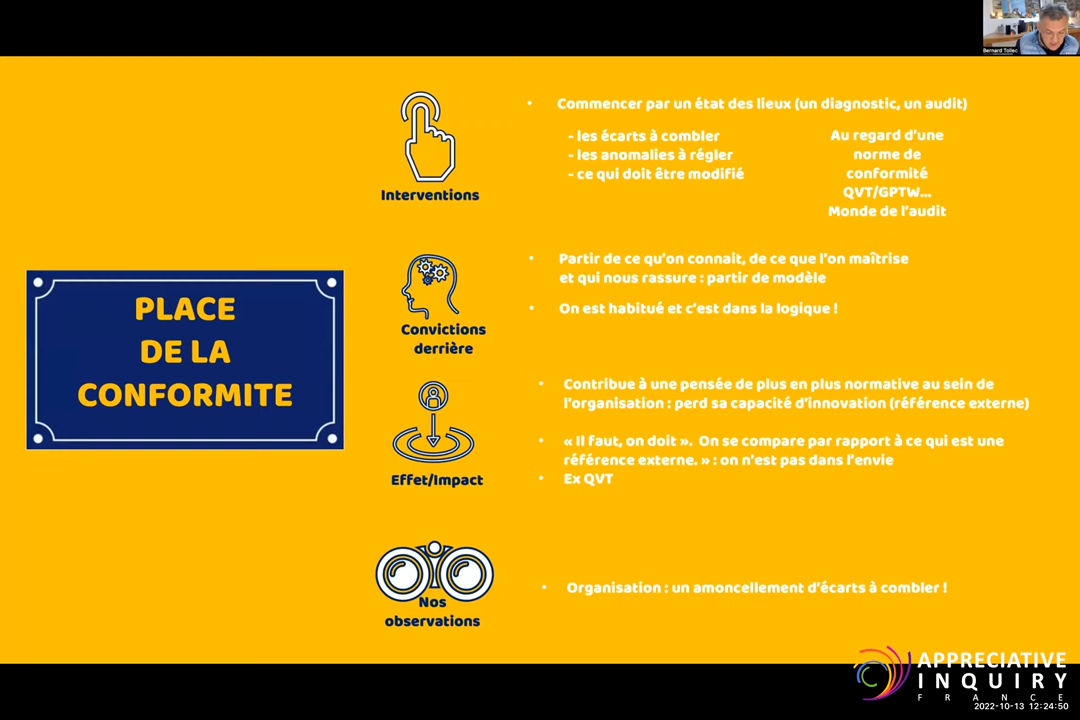 Bernard Tollec
PLACE
DE LA
CONFORMITE
Interventions
• Commencer par un état des lieux (un diagnostic, un audit)
- les écarts à combler
- les anomalies à régler
- ce qui doit être modifié
Au regard d'une
norme de
conformité
QVT/GPTW...
Monde de l'audit
Convictions
derrière
• Partir de ce qu'on connait, de ce que l'on maîtrise
et qui nous rassure : partir de modèle
• On est habitué et c'est dans la logique !
Effet/Impact
• Contribue à une pensée de plus en plus normative au sein de
l'organisation : perd sa capacité d'innovation (référence externe)
• « Il faut, on doit ». On se compare par rapport à ce qui est une
référence externe. » : on n'est pas dans l'envie
• Ex QVT
Nos
observations
• Organisation : un amoncellement d'écarts à combler !
APPRECIATIVE
INQUIRY
FRANCE
2022-10-13 12:24:50